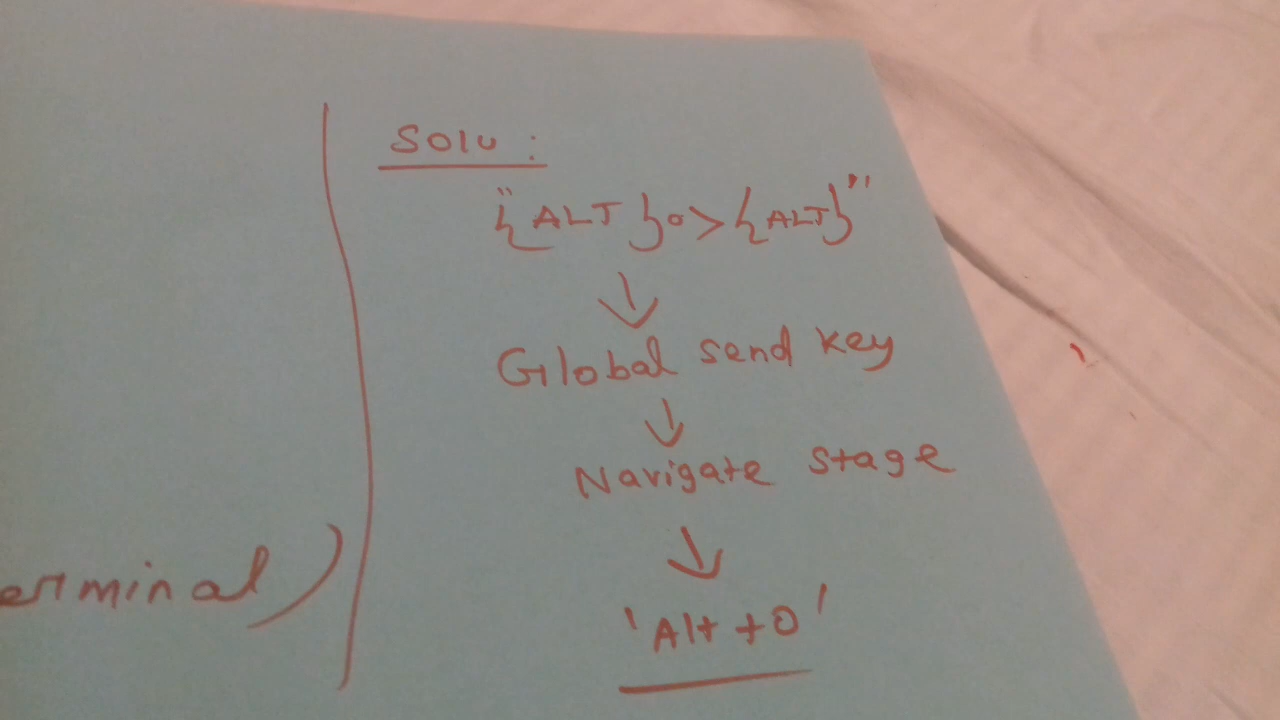 Solu :
"{ALT}o>{ALT}"
↓
Global send key
↓
Navigate stage
↓
'Alt+O'
erminal)